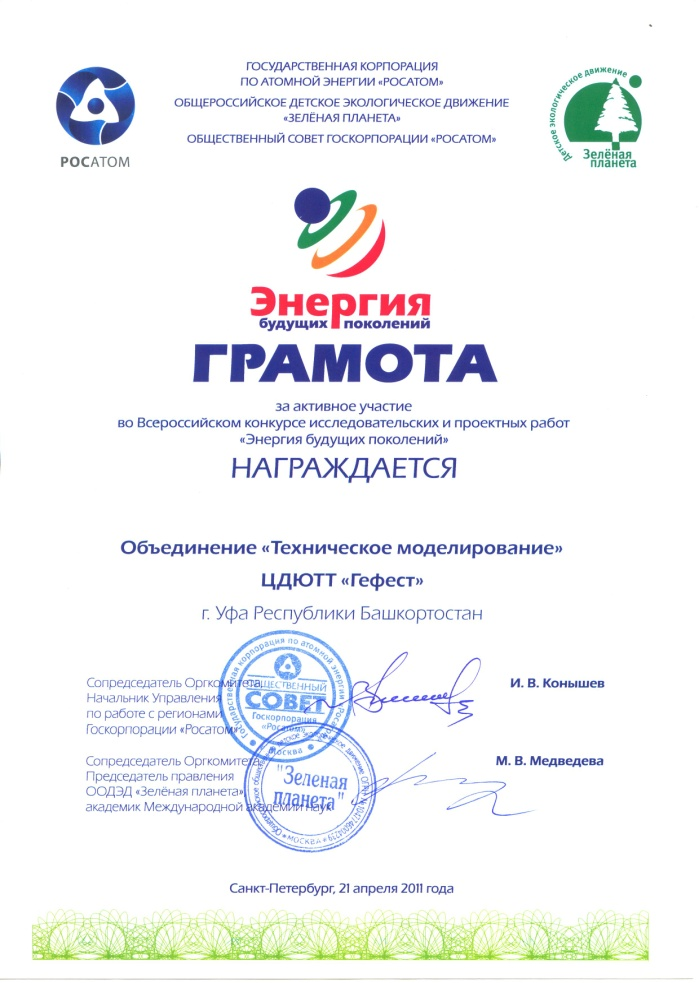 ГОСУДАРСТВЕННАЯ КОРПОРАЦИЯ
ПО АТОМНОЙ ЭНЕРГИИ «РОСАТОМ»
ОБЩЕРОССИЙСКОЕ ДЕТСКОЕ ЭКОЛОГИЧЕСКОЕ ДВИЖЕНИЕ
«ЗЕЛЁНАЯ ПЛАНЕТА»
ОБЩЕСТВЕННЫЙ СОВЕТ ГОСКОРПОРАЦИИ «РОСАТОМ»
РОСАТОМ
Детское экологическое движение
Зелёная
планета
Энергия
будущих поколений
ГРАМОТА
за активное участие
во Всероссийском конкурсе исследовательских и проектных работ
«Энергия будущих поколений»
НАГРАЖДАЕТСЯ
Объединение «Техническое моделирование»
ЦДЮТТ «Гефест»
г. Уфа Республики Башкортостан
Сопредседатель Оргкомитета,
Начальник Управления
по работе с регионами
Госкорпорации «Росатом»
И. В. Конышев
Государственная корпорация по атомной энергии
ОБЩЕСТВЕННЫЙ
СОВЕТ
Госкорпорация
«Росатом»
Москва
Сопредседатель Оргкомитета
Председатель правления
ООДЭД «Зелёная планета»,
академик Международной академии наук
М. В. Медведева
"Зеленая
планета"
МОСКВА
Санкт-Петербург, 21 апреля 2011 года